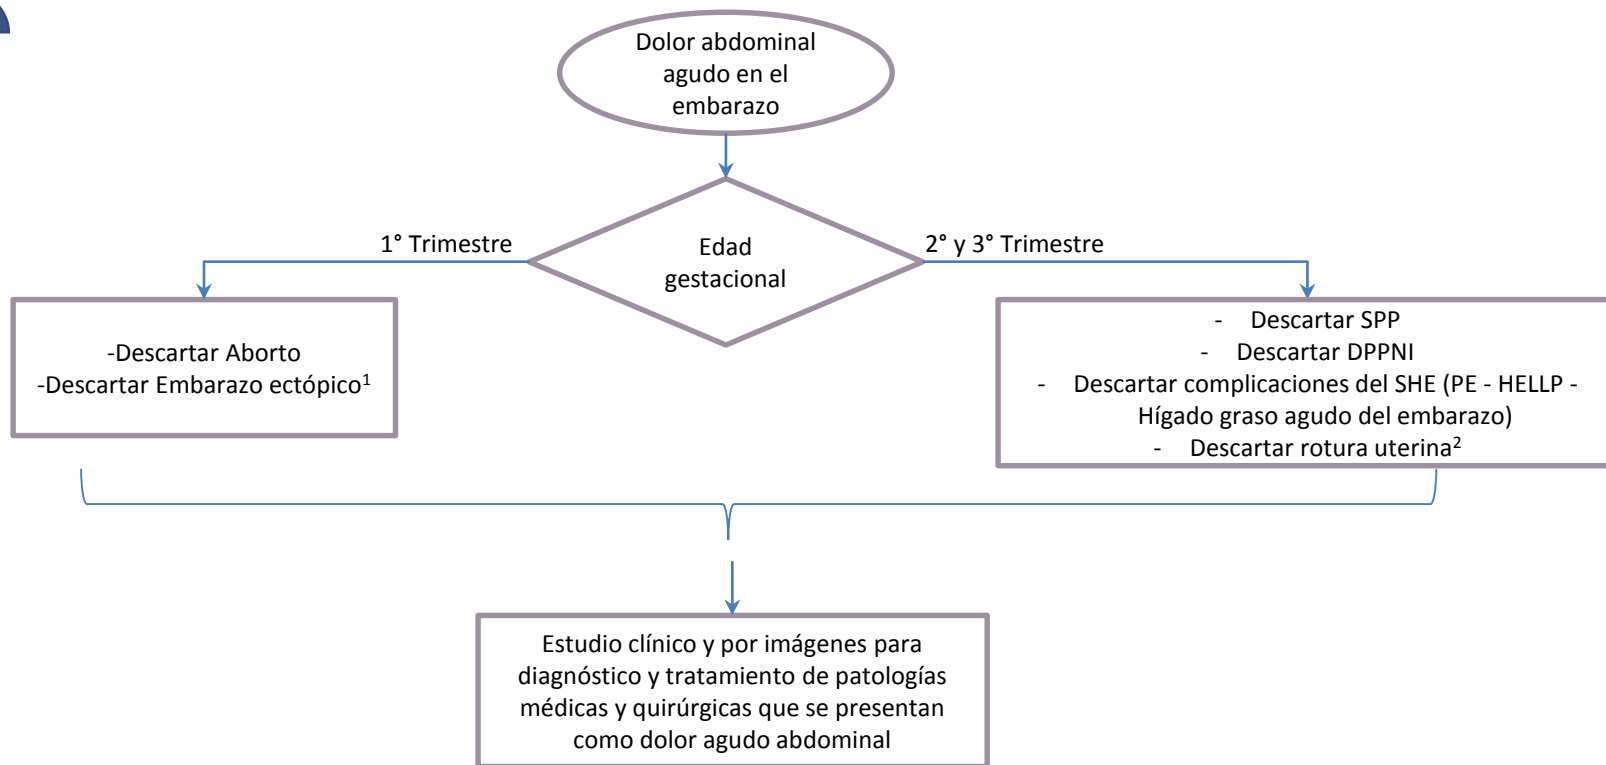 Dolor abdominal
agudo en el
embarazo
Edad
gestacional
1° Trimestre
2° y 3° Trimestre
-Descartar Aborto
-Descartar Embarazo ectópico¹
- Descartar SPP
- Descartar DPPNI
- Descartar complicaciones del SHE (PE - HELLP -
Hígado graso agudo del embarazo)
- Descartar rotura uterina²
Estudio clínico y por imágenes para
diagnóstico y tratamiento de patologías
médicas y quirúrgicas que se presentan
como dolor agudo abdominal